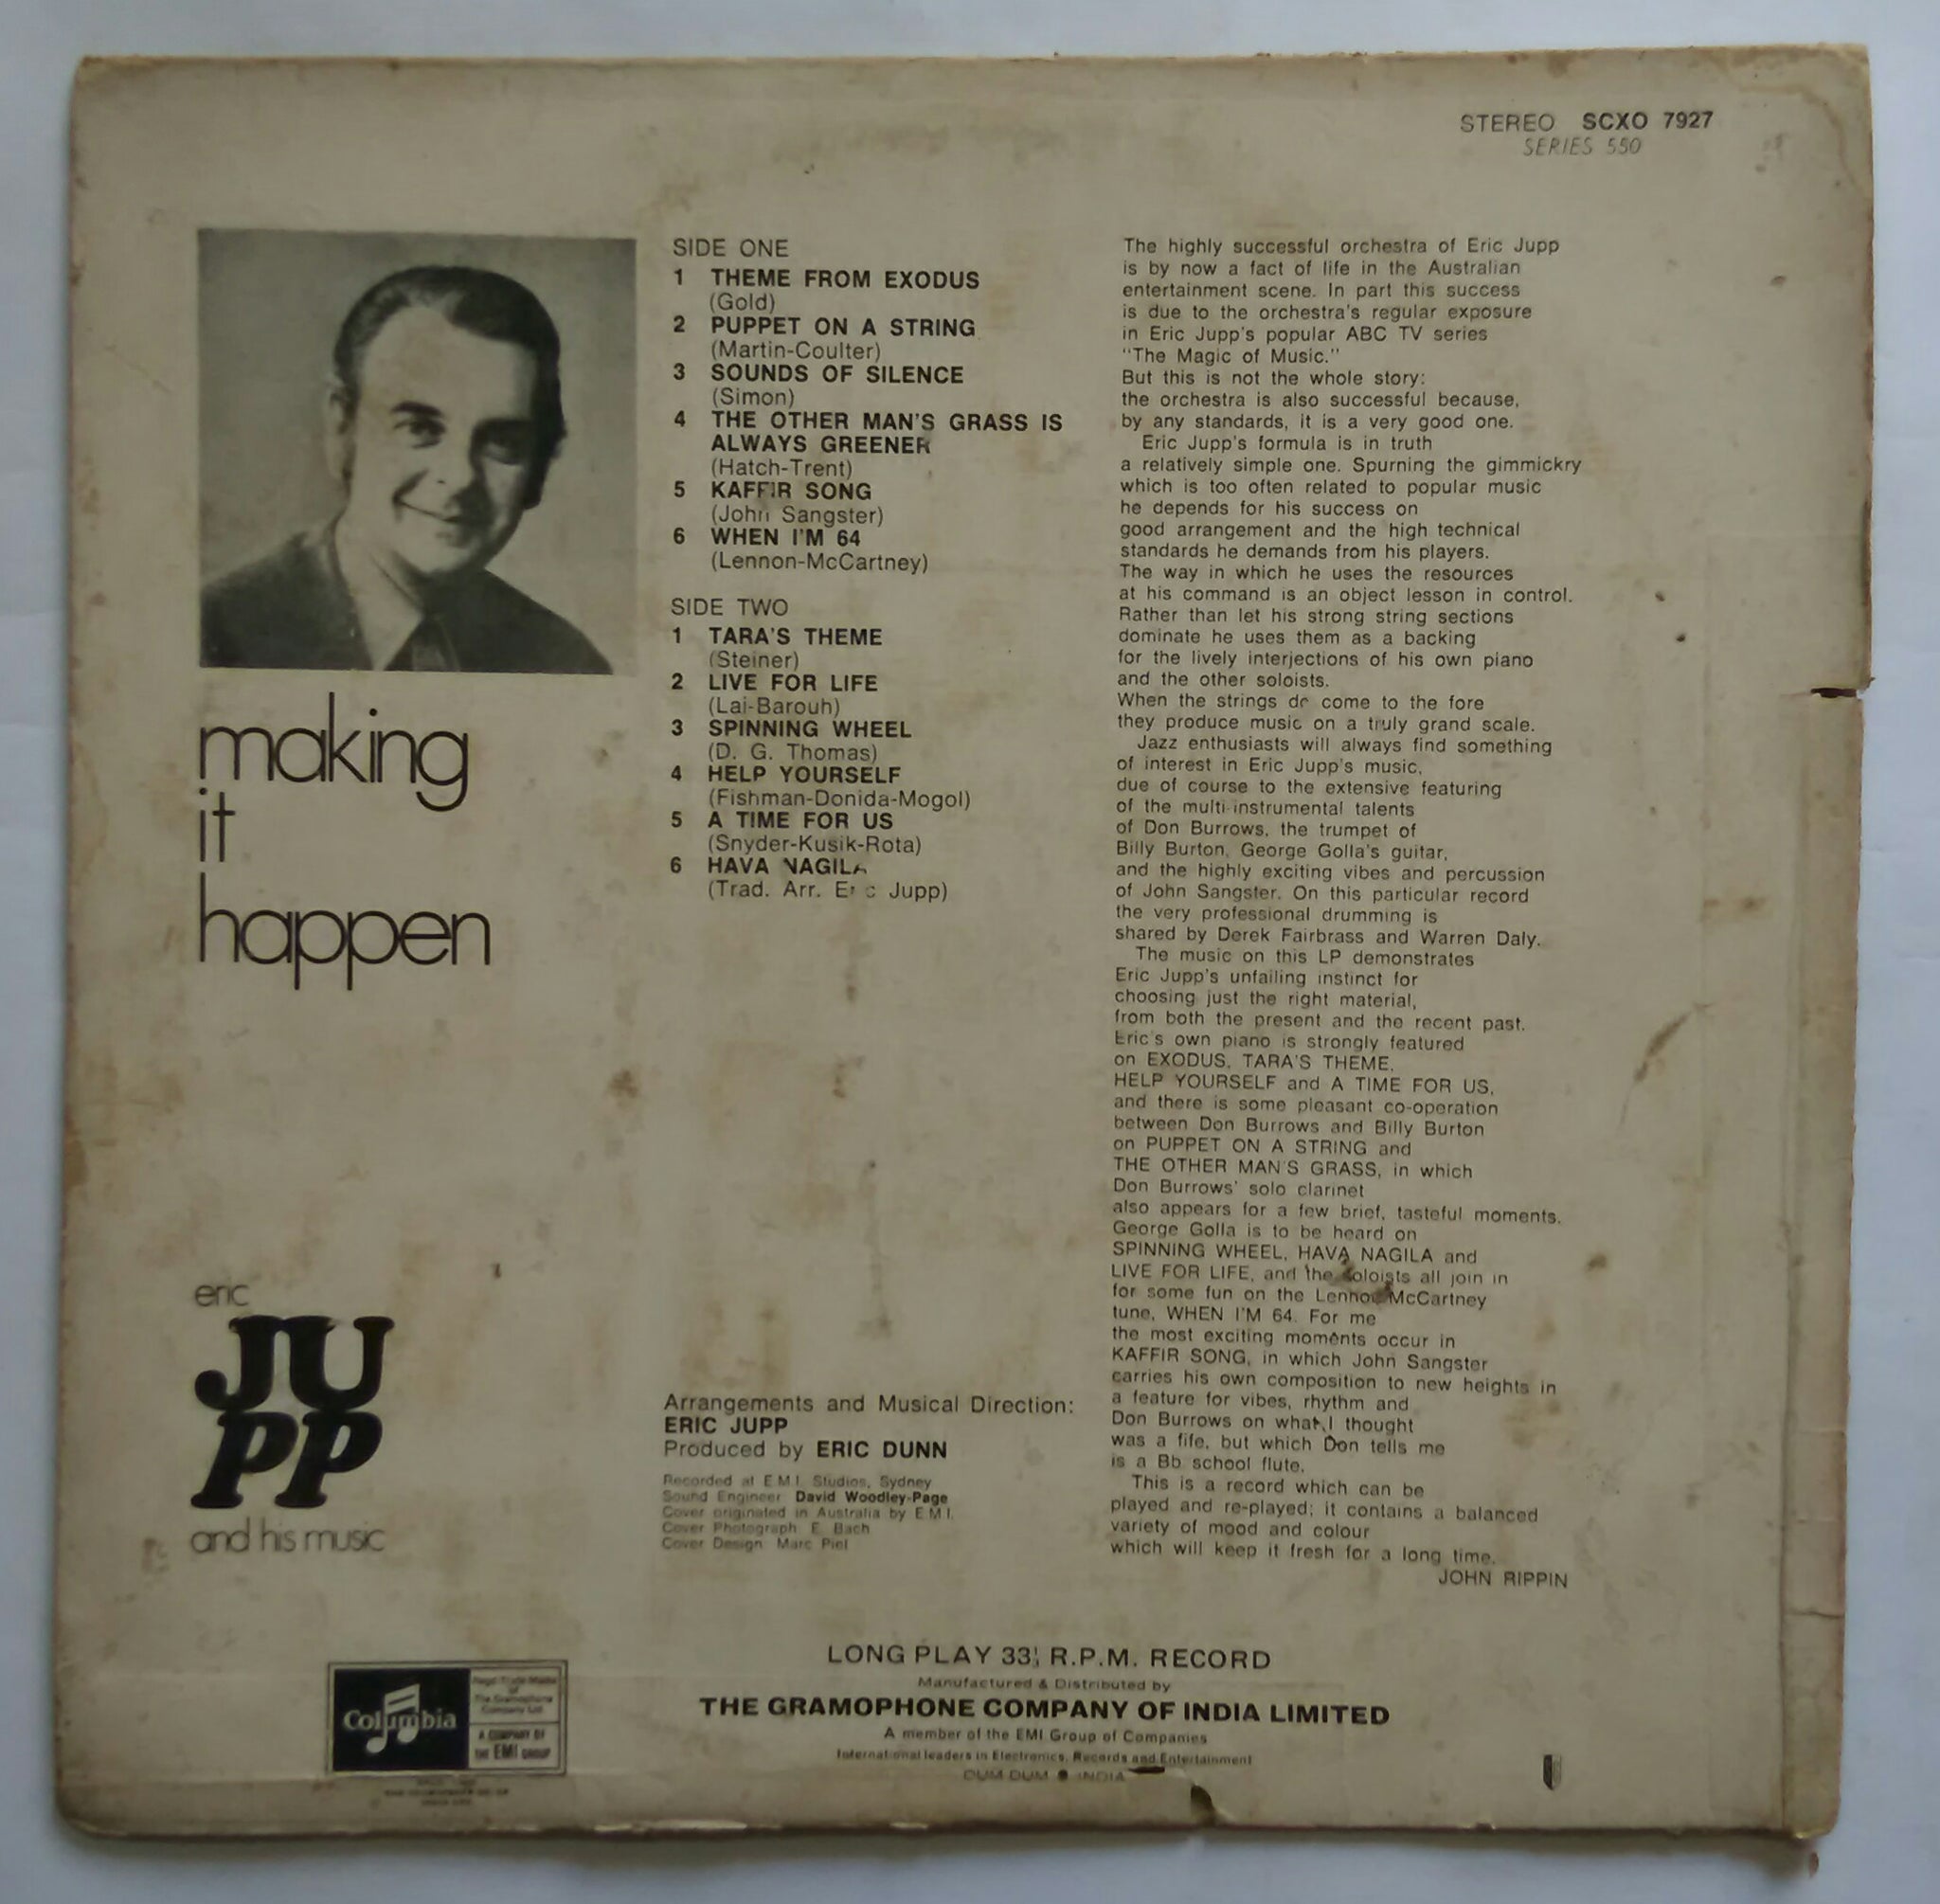 STEREO SCXO 7927
SERIES 550
making
it
happen
eric
JU
PP
and his music
SIDE ONE
1 THEME FROM EXODUS
(Gold)
2 PUPPET ON A STRING
(Martin-Coulter)
3 SOUNDS OF SILENCE
(Simon)
4 THE OTHER MAN'S GRASS IS
ALWAYS GREENER
(Hatch-Trent)
5 KAFFIR SONG
(John Sangster)
6 WHEN I'M 64
(Lennon-McCartney)
SIDE TWO
1 TARA'S THEME
(Steiner)
2 LIVE FOR LIFE
(Lai-Barouh)
3 SPINNING WHEEL
(D. G. Thomas)
4 HELP YOURSELF
(Fishman-Donida-Mogol)
5 A TIME FOR US
(Snyder-Kusik-Rota)
6 HAVA NAGILA
(Trad. Arr. Eric Jupp)
Arrangements and Musical Direction:
ERIC JUPP
Produced by ERIC DUNN
Recorded at E.M.I. Studios, Sydney
Sound Engineer David Woodley-Page
Cover originated in Australia by E.M.I.
Cover Photograph E. Bach
Cover Design Marc Piel
The highly successful orchestra of Eric Jupp
is by now a fact of life in the Australian
entertainment scene. In part this success
is due to the orchestra's regular exposure
in Eric Jupp's popular ABC TV series
"The Magic of Music."
But this is not the whole story:
the orchestra is also successful because,
by any standards, it is a very good one.
Eric Jupp's formula is in truth
a relatively simple one. Spurning the gimmickry
which is too often related to popular music
he depends for his success on
good arrangement and the high technical
standards he demands from his players.
The way in which he uses the resources
at his command is an object lesson in control.
Rather than let his strong string sections
dominate he uses them as a backing
for the lively interjections of his own piano
and the other soloists.
When the strings do come to the fore
they produce music on a truly grand scale.
Jazz enthusiasts will always find something
of interest in Eric Jupp's music,
due of course to the extensive featuring
of the multi-instrumental talents
of Don Burrows, the trumpet of
Billy Burton, George Golla's guitar,
and the highly exciting vibes and percussion
of John Sangster. On this particular record
the very professional drumming is
shared by Derek Fairbrass and Warren Daly.
The music on this LP demonstrates
Eric Jupp's unfailing instinct for
choosing just the right material,
from both the present and the recent past.
Eric's own piano is strongly featured
on EXODUS, TARA'S THEME,
HELP YOURSELF and A TIME FOR US,
and there is some pleasant co-operation
between Don Burrows and Billy Burton
on PUPPET ON A STRING and
THE OTHER MAN'S GRASS, in which
Don Burrows' solo clarinet
also appears for a few brief, tasteful moments.
George Golla is to be heard on
SPINNING WHEEL, HAVA NAGILA and
LIVE FOR LIFE, and the soloists all join in
for some fun on the Lennon-McCartney
tune, WHEN I'M 64. For me
the most exciting moments occur in
KAFFIR SONG, in which John Sangster
carries his own composition to new heights in
a feature for vibes, rhythm and
Don Burrows on what I thought
was a fife, but which Don tells me
is a Bb school flute.
This is a record which can be
played and re-played; it contains a balanced
variety of mood and colour
which will keep it fresh for a long time.
JOHN RIPPIN
LONG PLAY 33⅓ R.P.M. RECORD
Manufactured & Distributed by
THE GRAMOPHONE COMPANY OF INDIA LIMITED
A member of the EMI Group of Companies
International leaders in Electronics, Records and Entertainment
DUM DUM ● INDIA
Columbia
Regd. Trade Marks
of
The Gramophone
Company Ltd.
A COMPANY OF
THE EMI GROUP